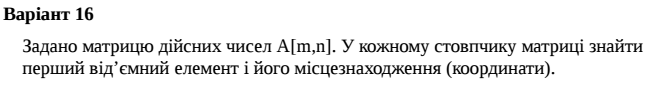 Варіант 16
Задано матрицю дійсних чисел A[m,n]. У кожному стовпчику матриці знайти
перший від’ємний елемент і його місцезнаходження (координати).